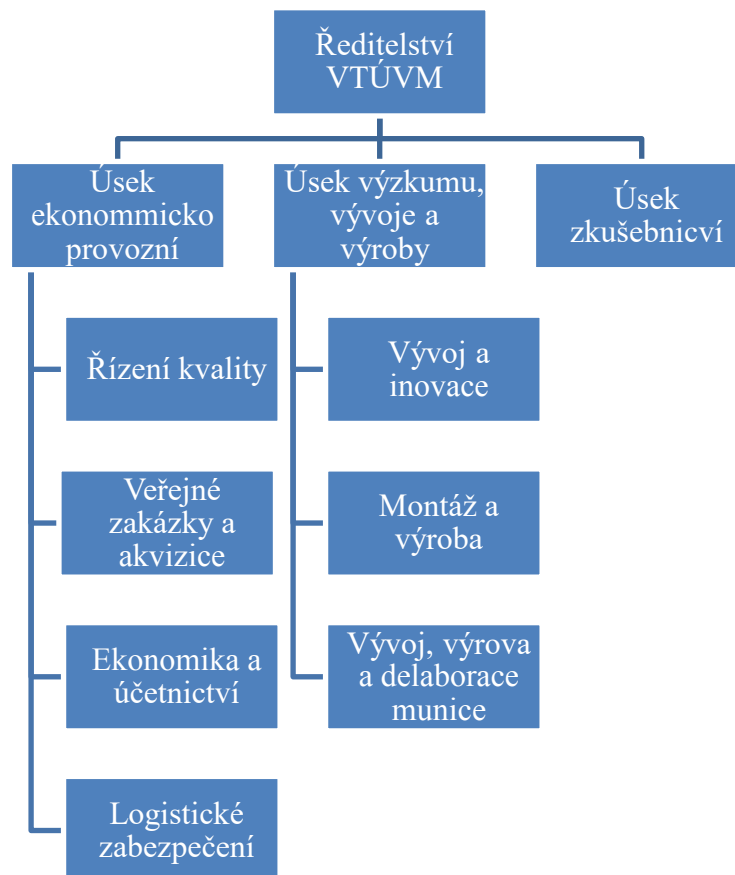 Ředitelství
VTÚVM
Úsek
ekonommicko
provozní
Úsek výzkumu,
vývoje a
výroby
Úsek
zkušebnicví
Řízení kvality
Veřejné
zakázky a
akvizice
Ekonomika a
účetnictví
Logistické
zabezpečení
Vývoj a
inovace
Montáž a
výroba
Vývoj, výrova
a delaborace
munice